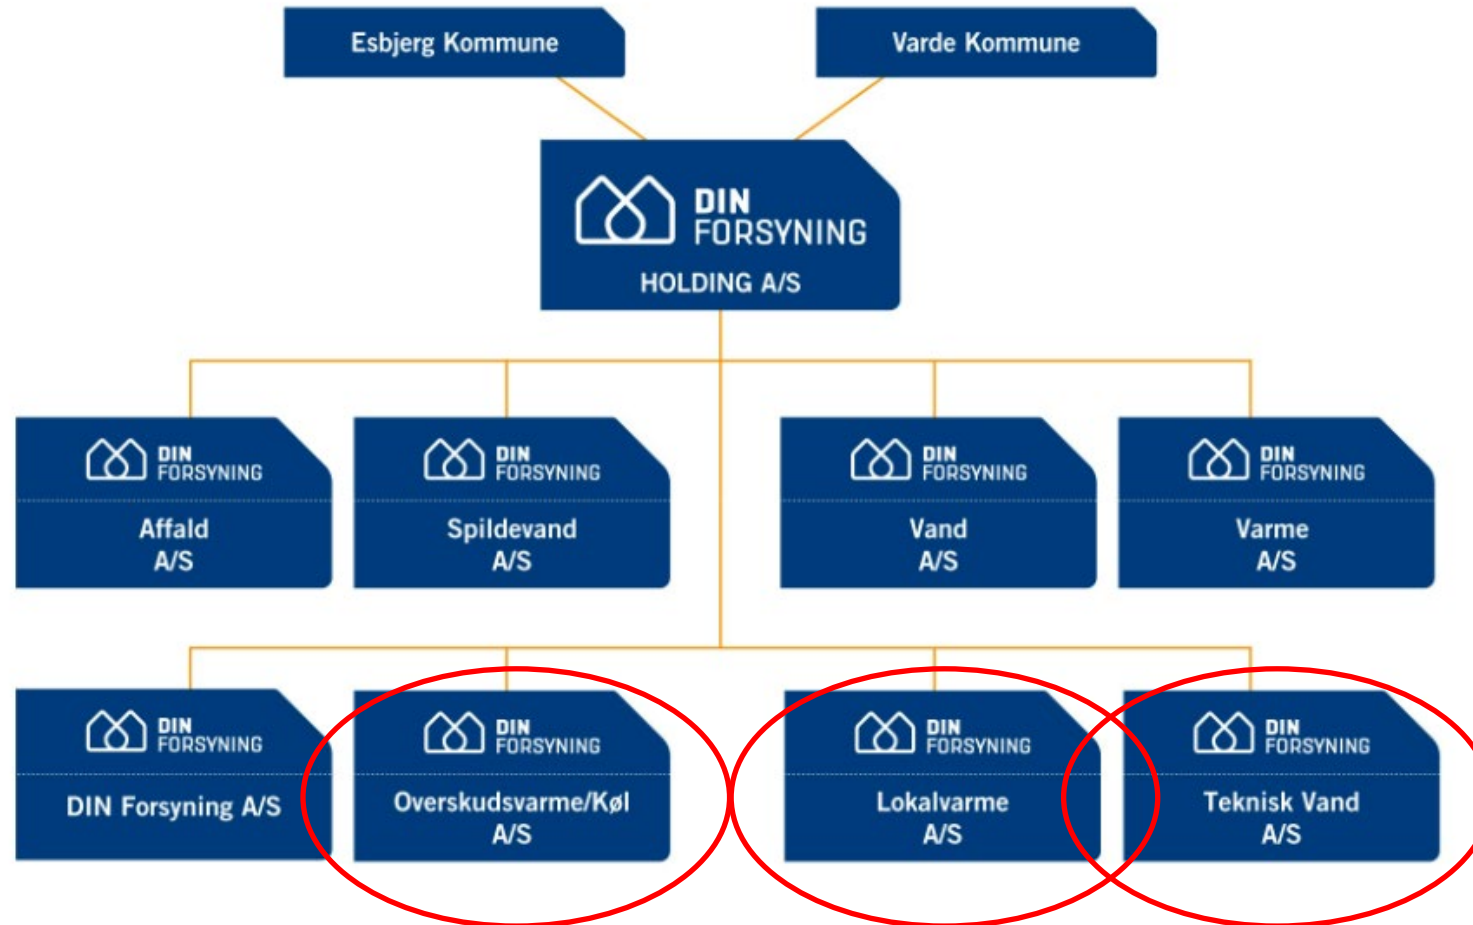 Esbjerg Kommune
Varde Kommune
DIN
FORSYNING
HOLDING A/S
DIN
FORSYNING
Affald
A/S
DIN
FORSYNING
Spildevand
A/S
DIN
FORSYNING
Vand
A/S
DIN
FORSYNING
Varme
A/S
DIN
FORSYNING
DIN Forsyning A/S
DIN
FORSYNING
Overskudsvarme/Køl
A/S
DIN
FORSYNING
Lokalvarme
A/S
DIN
FORSYNING
Teknisk Vand
A/S